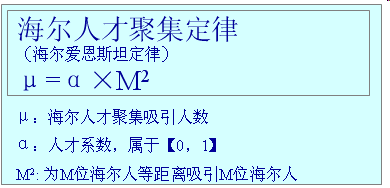 海尔人才聚集定律
（海尔爱恩斯坦定律）
μ＝α ×M²
μ：海尔人才聚集吸引人数
α：人才系数，属于【0，1】
M²: 为M位海尔人等距离吸引M位海尔人